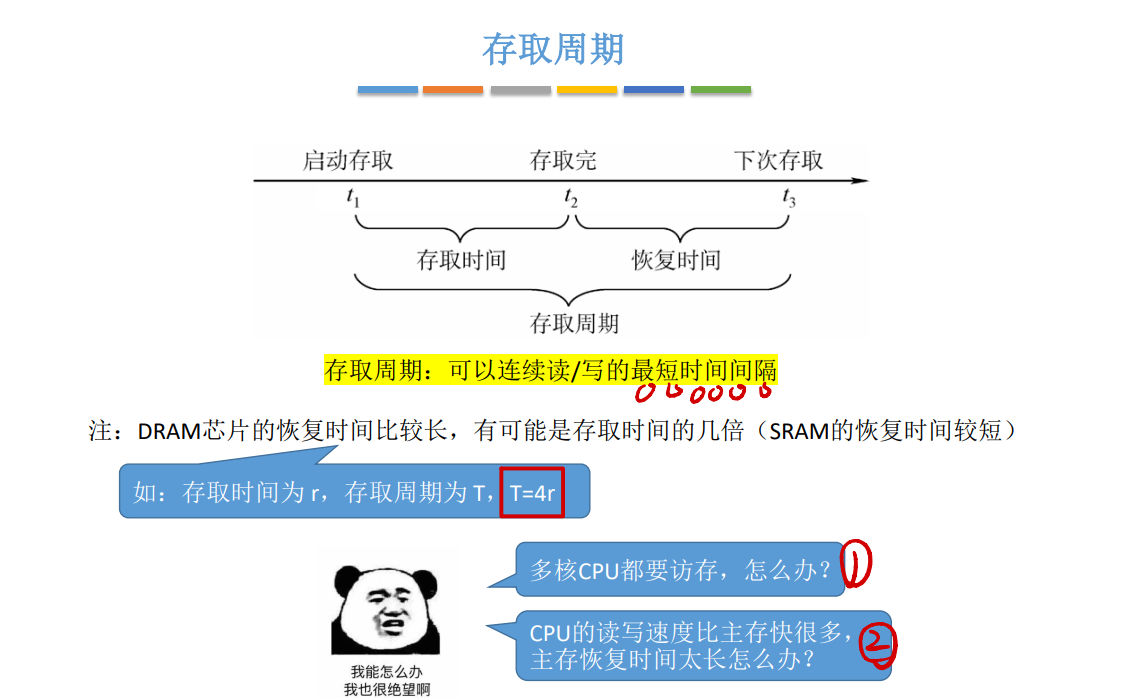 存取周期
启动存取 存取完 下次存取
t1 t2 t3
存取时间 恢复时间
存取周期
存取周期：可以连续读/写的最短时间间隔
注：DRAM芯片的恢复时间比较长，有可能是存取时间的几倍（SRAM的恢复时间较短）
如：存取时间为 r，存取周期为 T，T=4r
多核CPU都要访存，怎么办？ ①
CPU的读写速度比主存快很多，
主存恢复时间太长怎么办？ ②
我能怎么办
我也很绝望啊